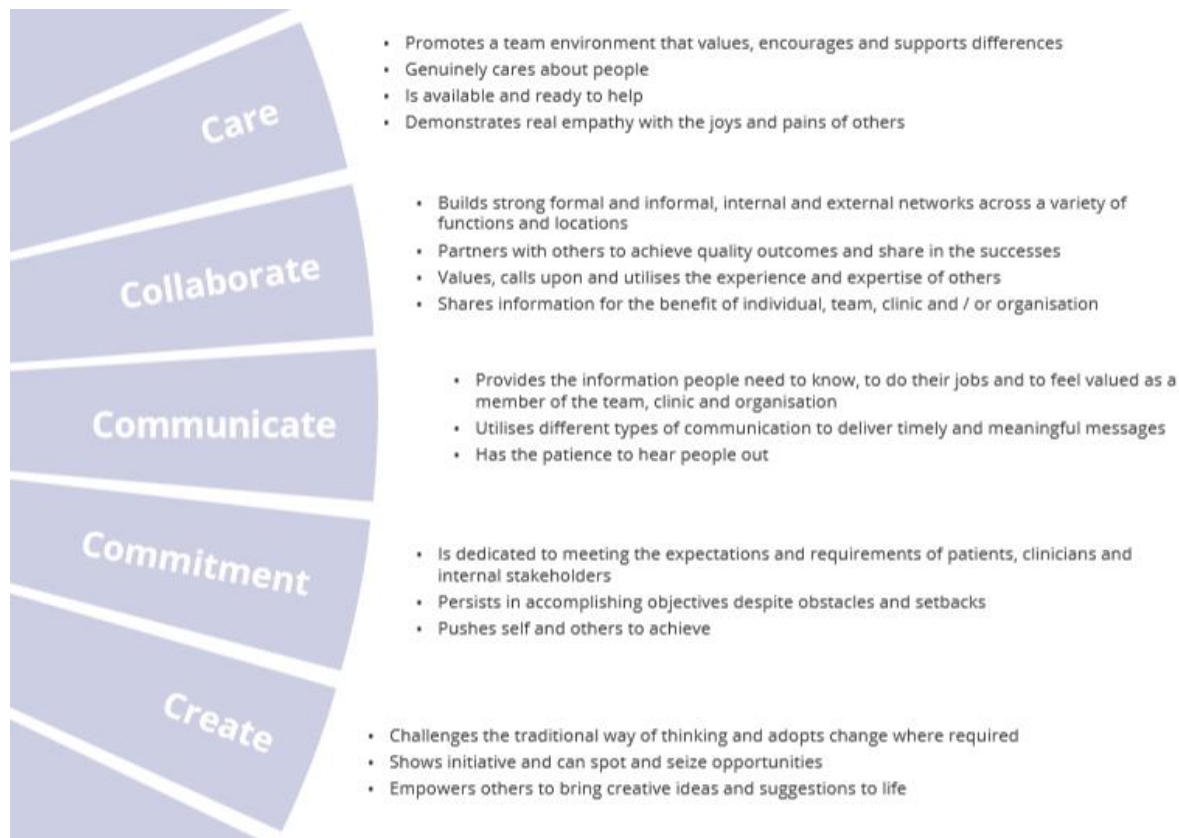 Care
• Promotes a team environment that values, encourages and supports differences
• Genuinely cares about people
• Is available and ready to help
• Demonstrates real empathy with the joys and pains of others
Collaborate
• Builds strong formal and informal, internal and external networks across a variety of
functions and locations
• Partners with others to achieve quality outcomes and share in the successes
• Values, calls upon and utilises the experience and expertise of others
• Shares information for the benefit of individual, team, clinic and / or organisation
Communicate
• Provides the information people need to know, to do their jobs and to feel valued as a
member of the team, clinic and organisation
• Utilises different types of communication to deliver timely and meaningful messages
• Has the patience to hear people out
Commitment
• Is dedicated to meeting the expectations and requirements of patients, clinicians and
internal stakeholders
• Persists in accomplishing objectives despite obstacles and setbacks
• Pushes self and others to achieve
Create
• Challenges the traditional way of thinking and adopts change where required
• Shows initiative and can spot and seize opportunities
• Empowers others to bring creative ideas and suggestions to life